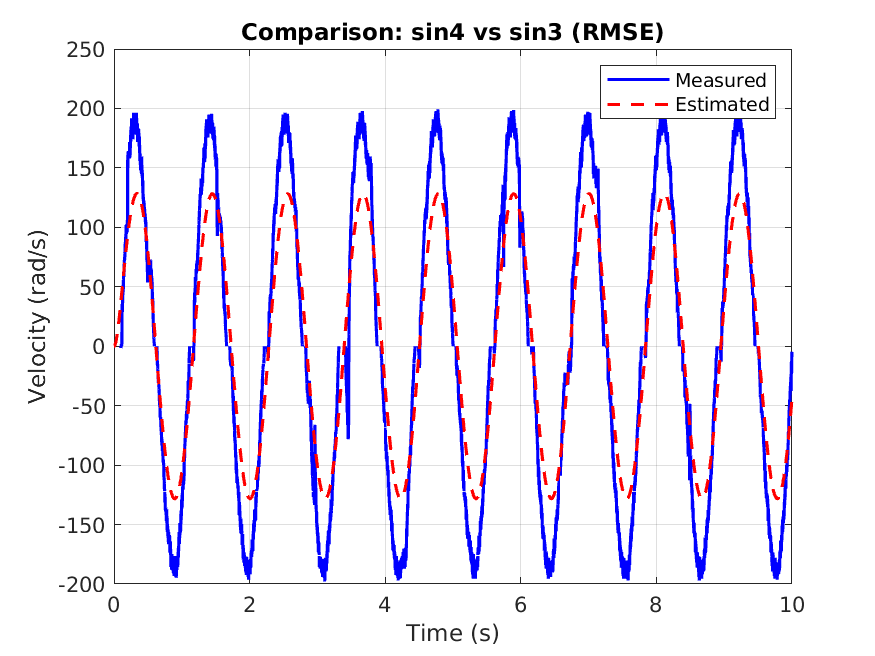 Comparison: sin4 vs sin3 (RMSE)
Measured
Estimated
250
200
150
100
50
0
-50
-100
-150
-200
Velocity (rad/s)
0 2 4 6 8 10
Time (s)